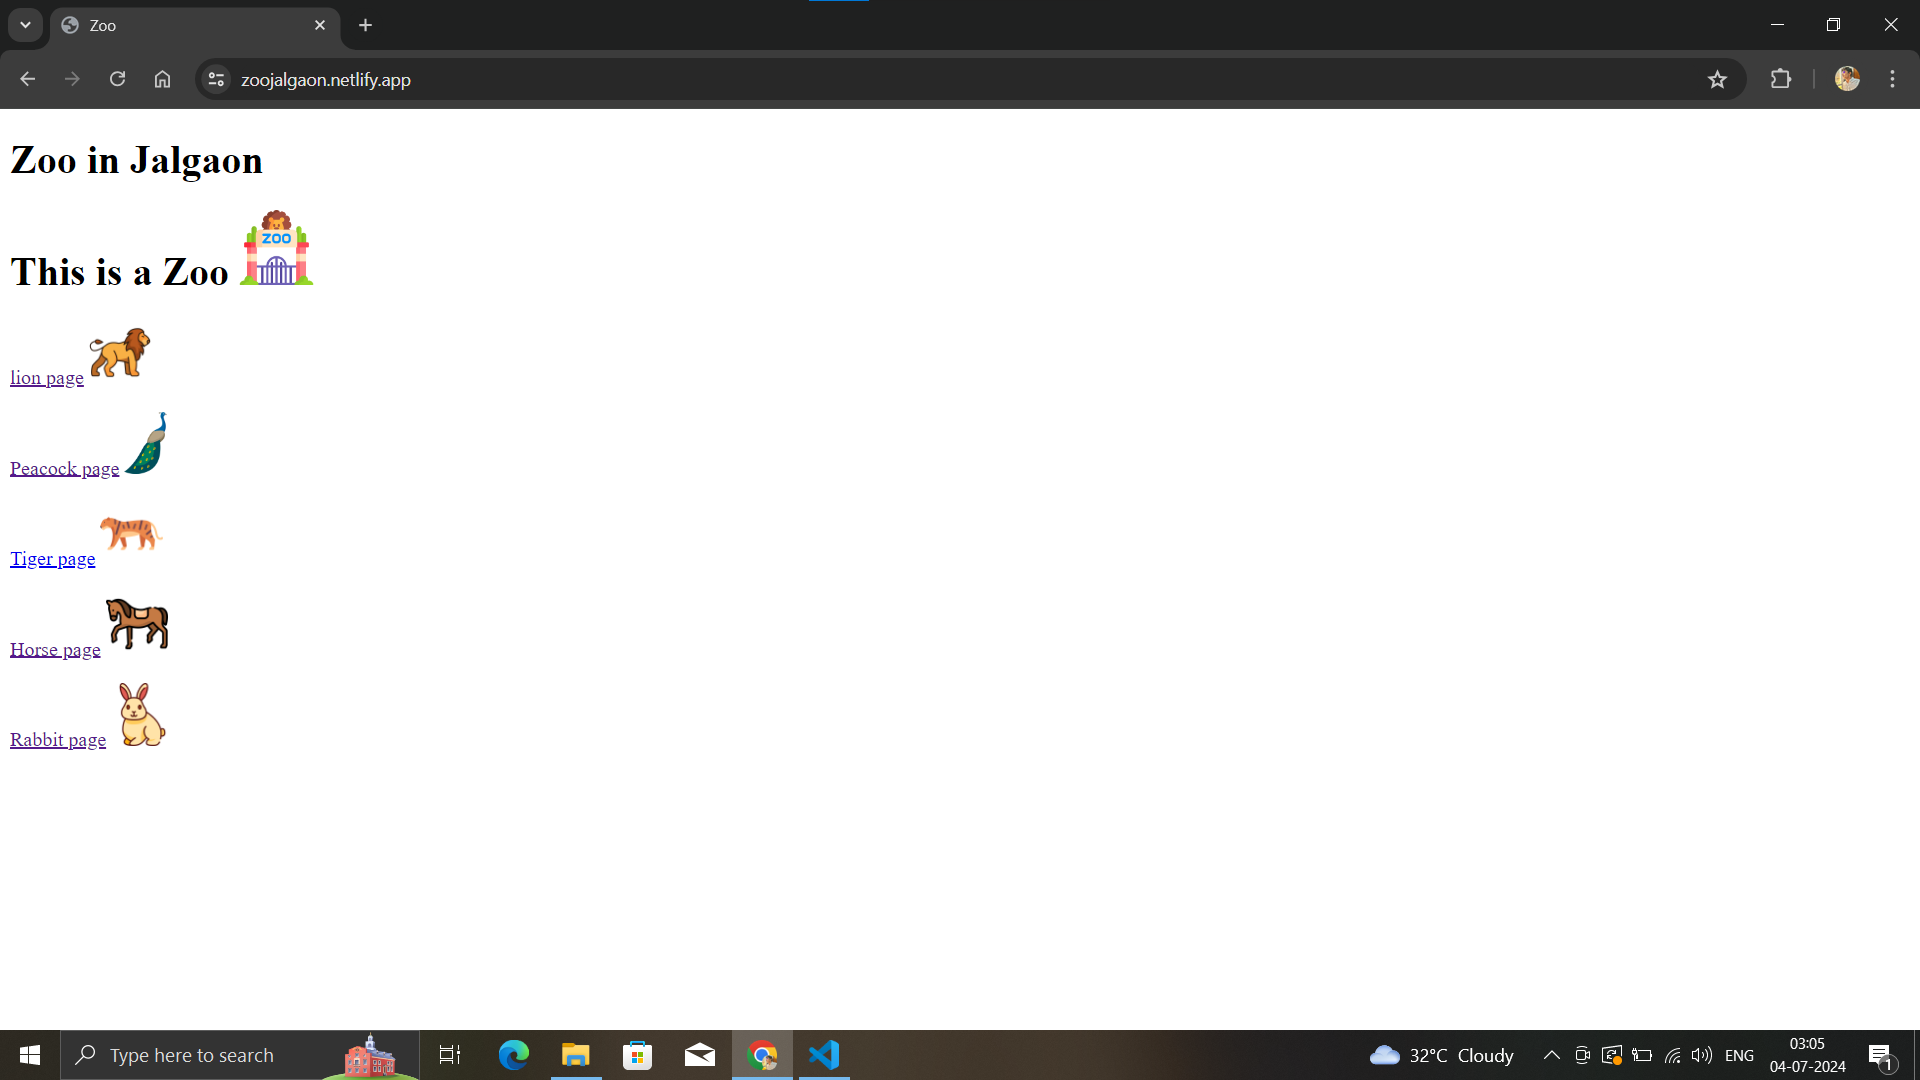 Zoo
zoojalgaon.netlify.app
Zoo in Jalgaon
This is a Zoo
ZOO
lion page
Peacock page
Tiger page
Horse page
Rabbit page
Type here to search
32°C Cloudy
ENG
03:05
04-07-2024
1